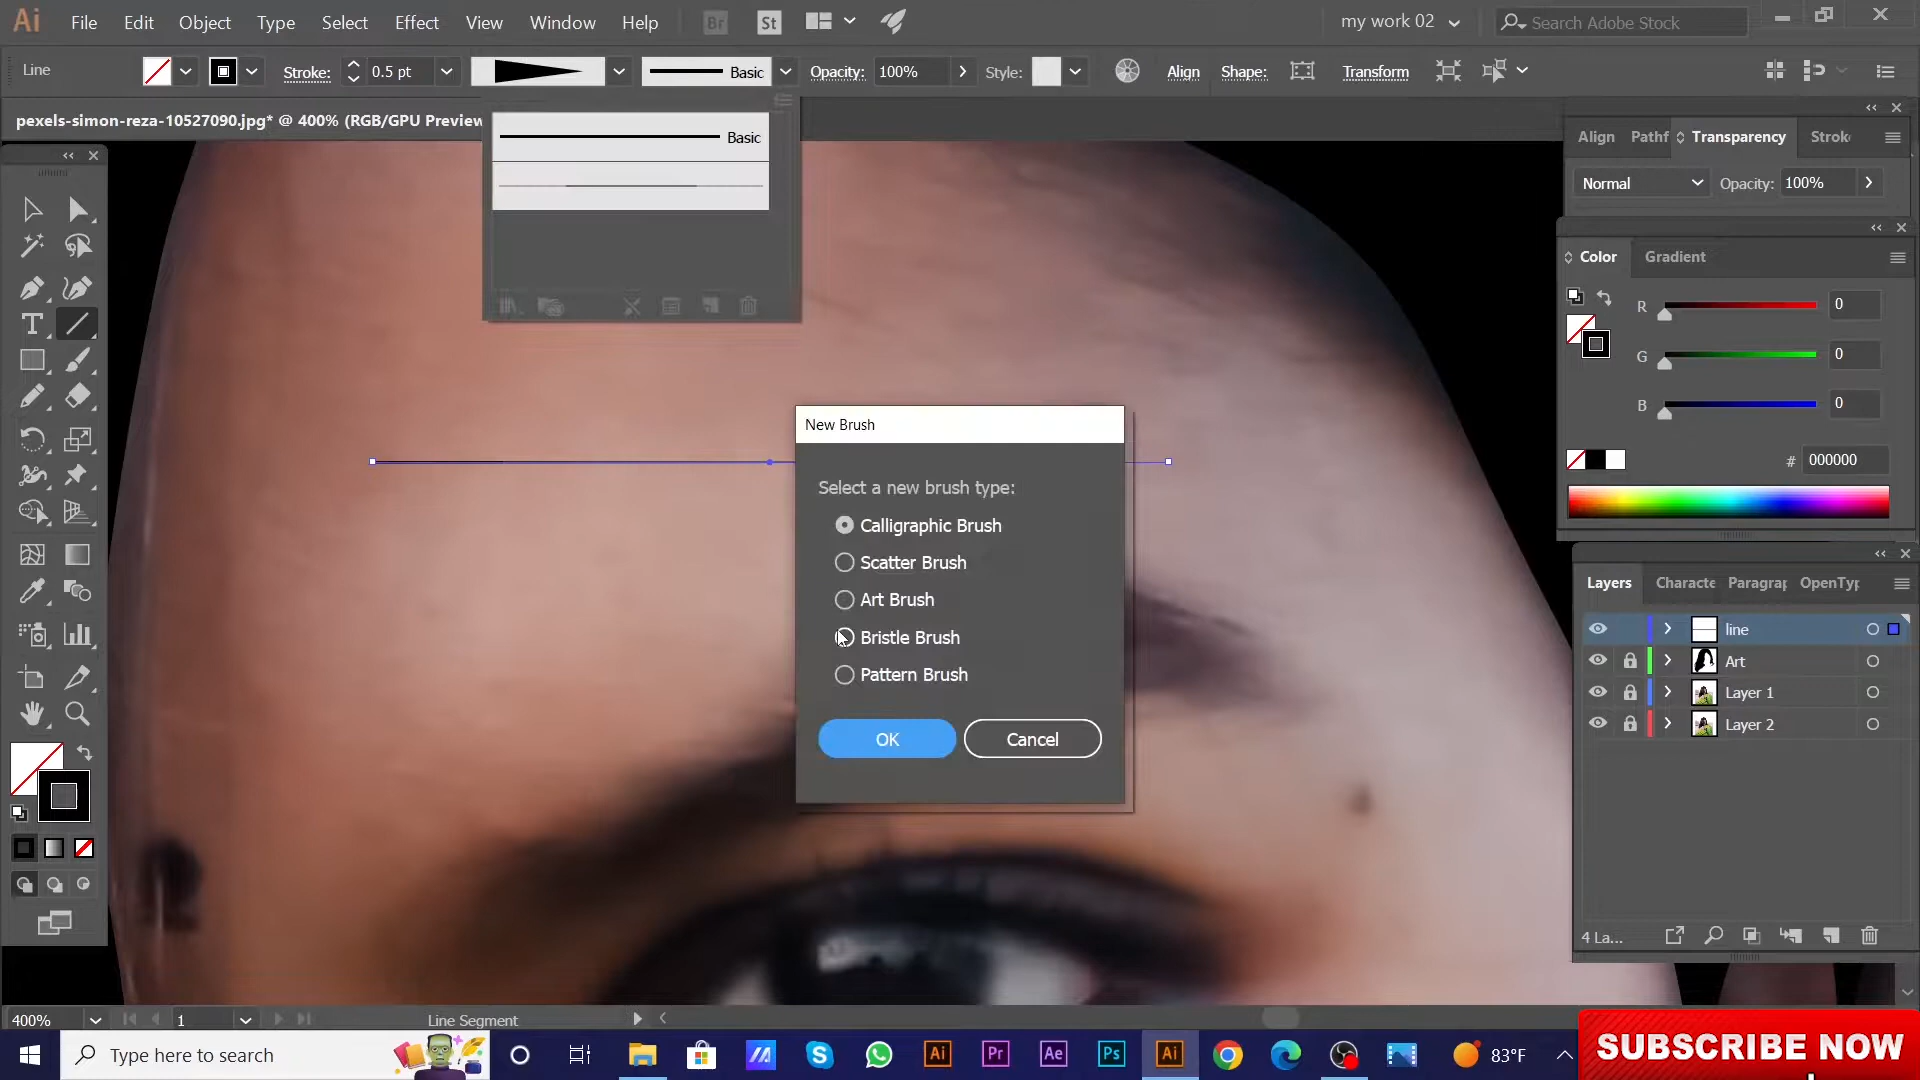 Ai File Edit Object Type Select Effect View Window Help Br St my work 02 Search Adobe Stock
Line Stroke: 0.5 pt Basic Opacity: 100% Style: Align Shape: Transform
pexels-simon-reza-10527090.jpg* @ 400% (RGB/GPU Preview
Basic
Align Pathf Transparency Strok
Normal Opacity: 100%
Color Gradient
R 0
G 0
B 0
# 000000
New Brush
Select a new brush type:
Calligraphic Brush
Scatter Brush
Art Brush
Bristle Brush
Pattern Brush
OK Cancel
Layers Characte Paragra OpenTyp
line
Art
Layer 1
Layer 2
4 La...
400% 1 Line Segment
Type here to search Ai Pr Ae Ps Ai 83°F
SUBSCRIBE NOW